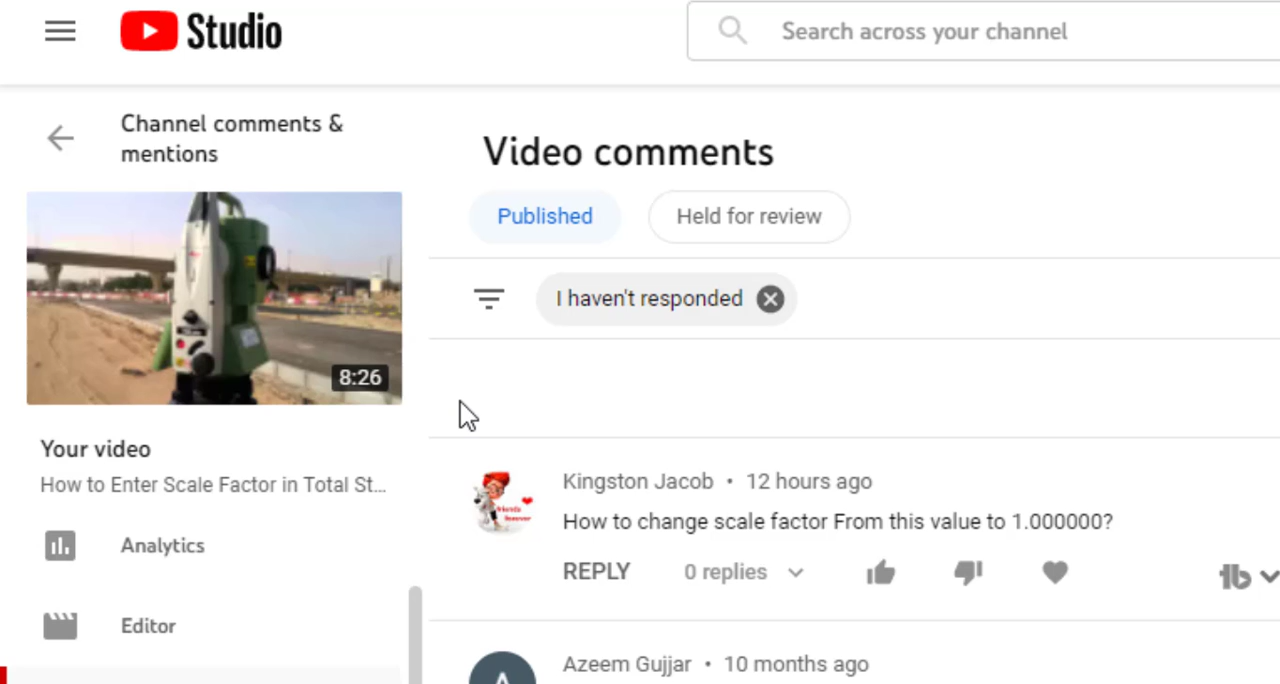 Studio
Search across your channel
Channel comments &
mentions
8:26
Your video
How to Enter Scale Factor in Total St...
Analytics
Editor
Video comments
Published
Held for review
I haven't responded
Kingston Jacob • 12 hours ago
How to change scale factor From this value to 1.000000?
REPLY 0 replies
Azeem Gujjar • 10 months ago